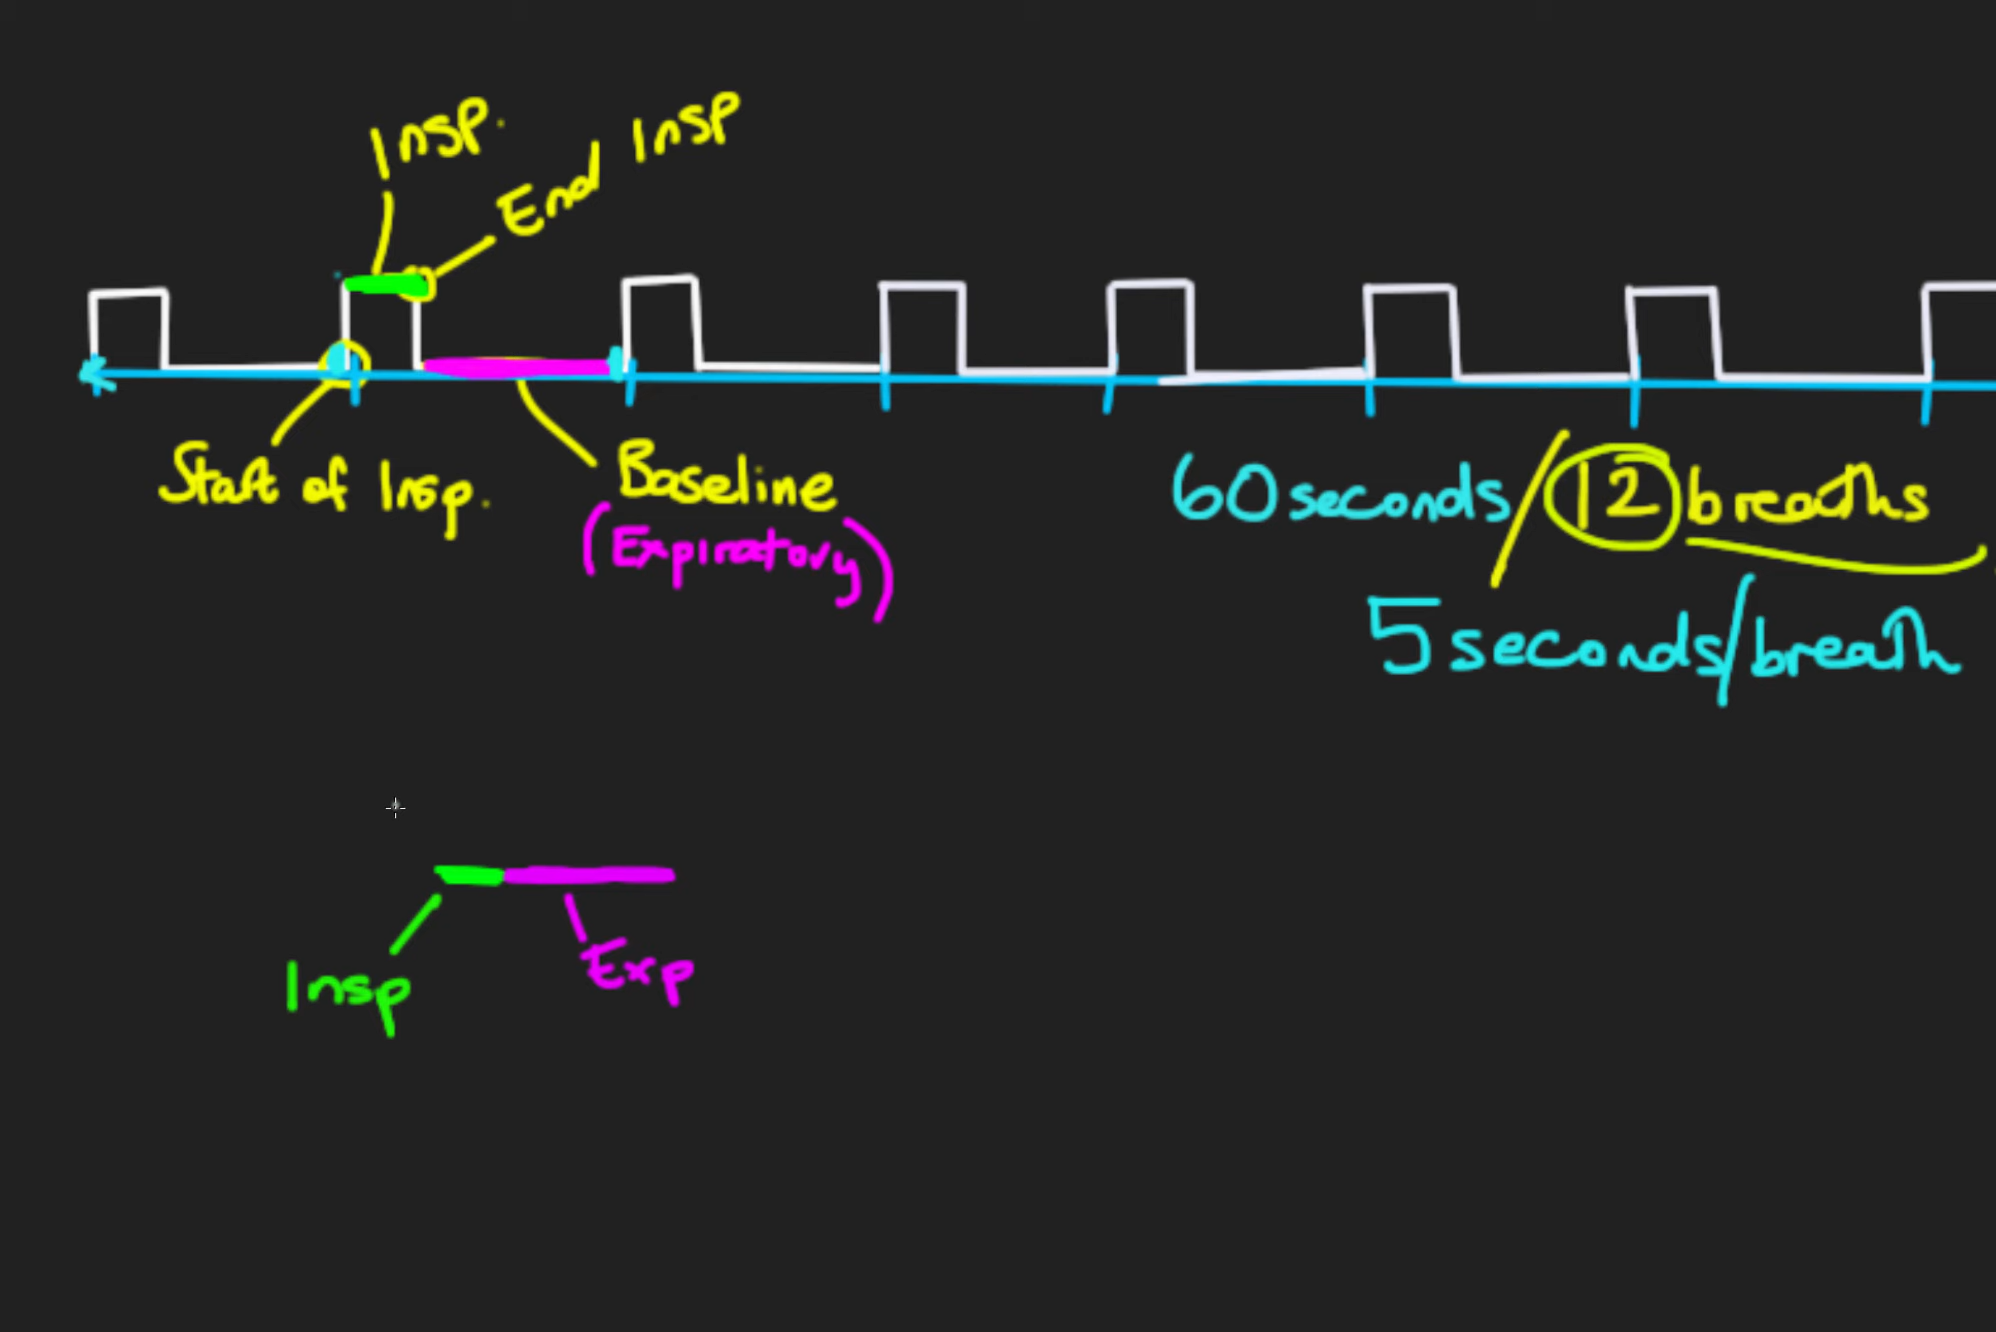 Insp.
End Insp
Start of Insp.
Baseline
(Expiratory)
60 seconds/12 breaths
5 seconds/breath
Insp
Exp